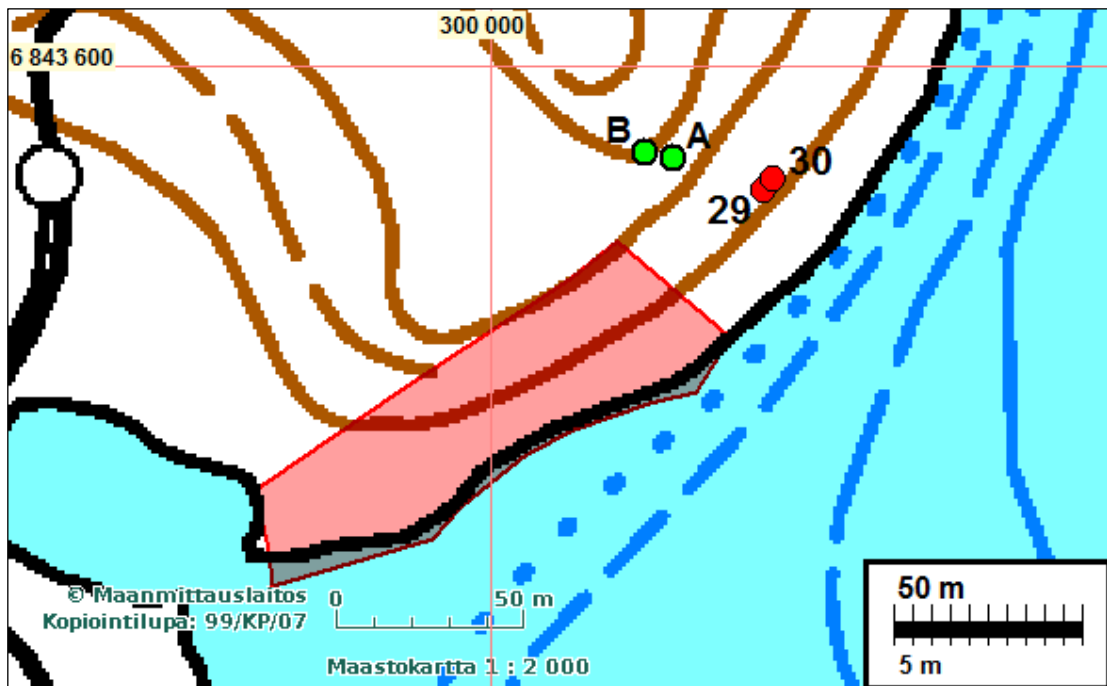 300 000
6 843 600
B
A
30
29
© Maanmittauslaitos
Kopiointilupa: 99/KP/07
0
50 m
Maastokartta 1 : 2 000
50 m
5 m